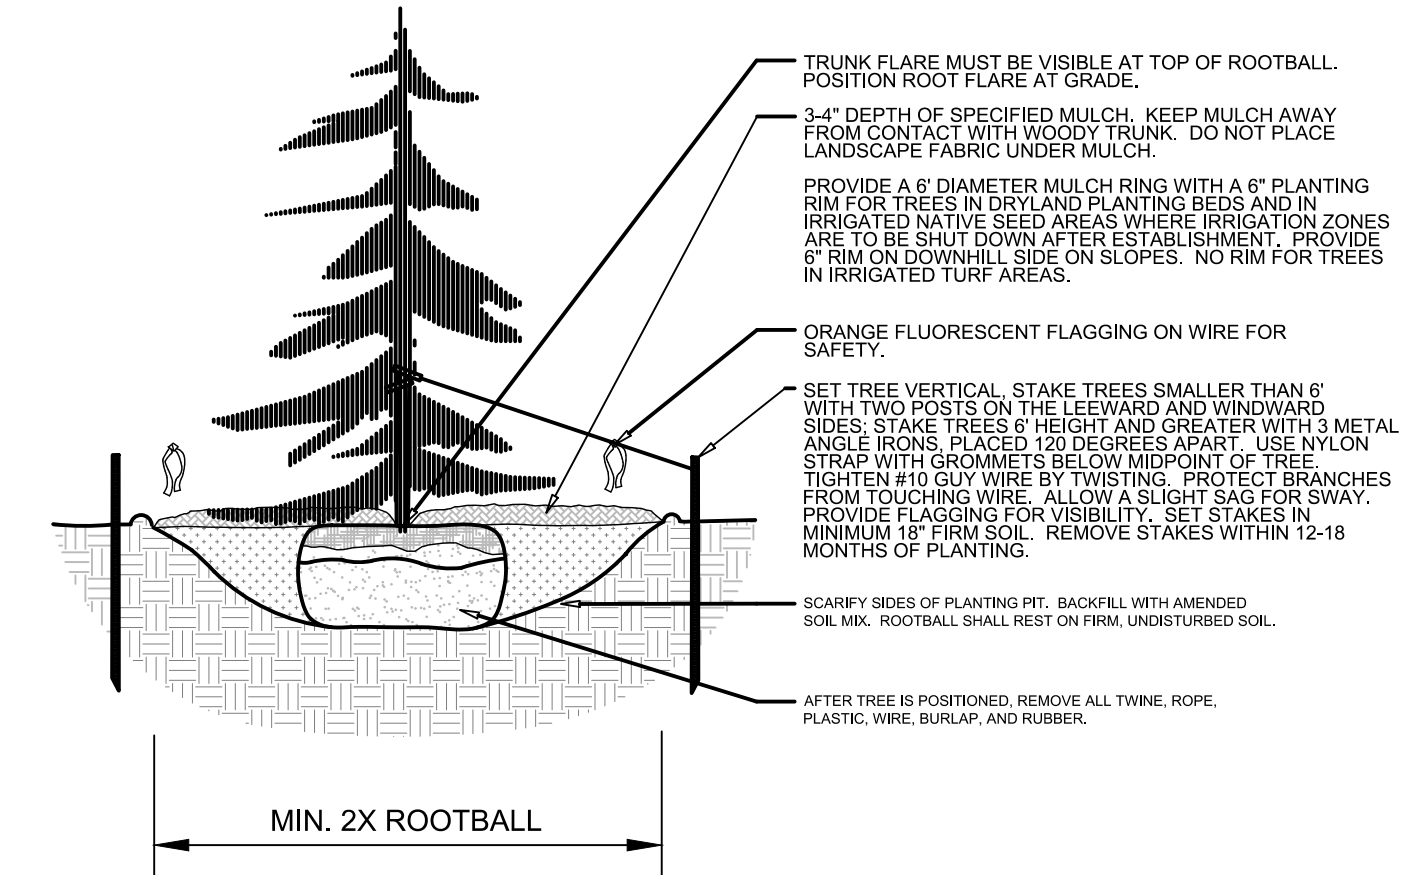 TRUNK FLARE MUST BE VISIBLE AT TOP OF ROOTBALL.
POSITION ROOT FLARE AT GRADE.
3-4" DEPTH OF SPECIFIED MULCH. KEEP MULCH AWAY
FROM CONTACT WITH WOODY TRUNK. DO NOT PLACE
LANDSCAPE FABRIC UNDER MULCH.
PROVIDE A 6' DIAMETER MULCH RING WITH A 6" PLANTING
RIM FOR TREES IN DRYLAND PLANTING BEDS AND IN
IRRIGATED NATIVE SEED AREAS WHERE IRRIGATION ZONES
ARE TO BE SHUT DOWN AFTER ESTABLISHMENT. PROVIDE
6" RIM ON DOWNHILL SIDE ON SLOPES. NO RIM FOR TREES
IN IRRIGATED TURF AREAS.
ORANGE FLUORESCENT FLAGGING ON WIRE FOR
SAFETY.
SET TREE VERTICAL, STAKE TREES SMALLER THAN 6'
WITH TWO POSTS ON THE LEEWARD AND WINDWARD
SIDES; STAKE TREES 6' HEIGHT AND GREATER WITH 3 METAL
ANGLE IRONS, PLACED 120 DEGREES APART. USE NYLON
STRAP WITH GROMMETS BELOW MIDPOINT OF TREE.
TIGHTEN #10 GUY WIRE BY TWISTING. PROTECT BRANCHES
FROM TOUCHING WIRE. ALLOW A SLIGHT SAG FOR SWAY.
PROVIDE FLAGGING FOR VISIBILITY. SET STAKES IN
MINIMUM 18" FIRM SOIL. REMOVE STAKES WITHIN 12-18
MONTHS OF PLANTING.
SCARIFY SIDES OF PLANTING PIT. BACKFILL WITH AMENDED
SOIL MIX. ROOTBALL SHALL REST ON FIRM, UNDISTURBED SOIL.
AFTER TREE IS POSITIONED, REMOVE ALL TWINE, ROPE,
PLASTIC, WIRE, BURLAP, AND RUBBER.
MIN. 2X ROOTBALL